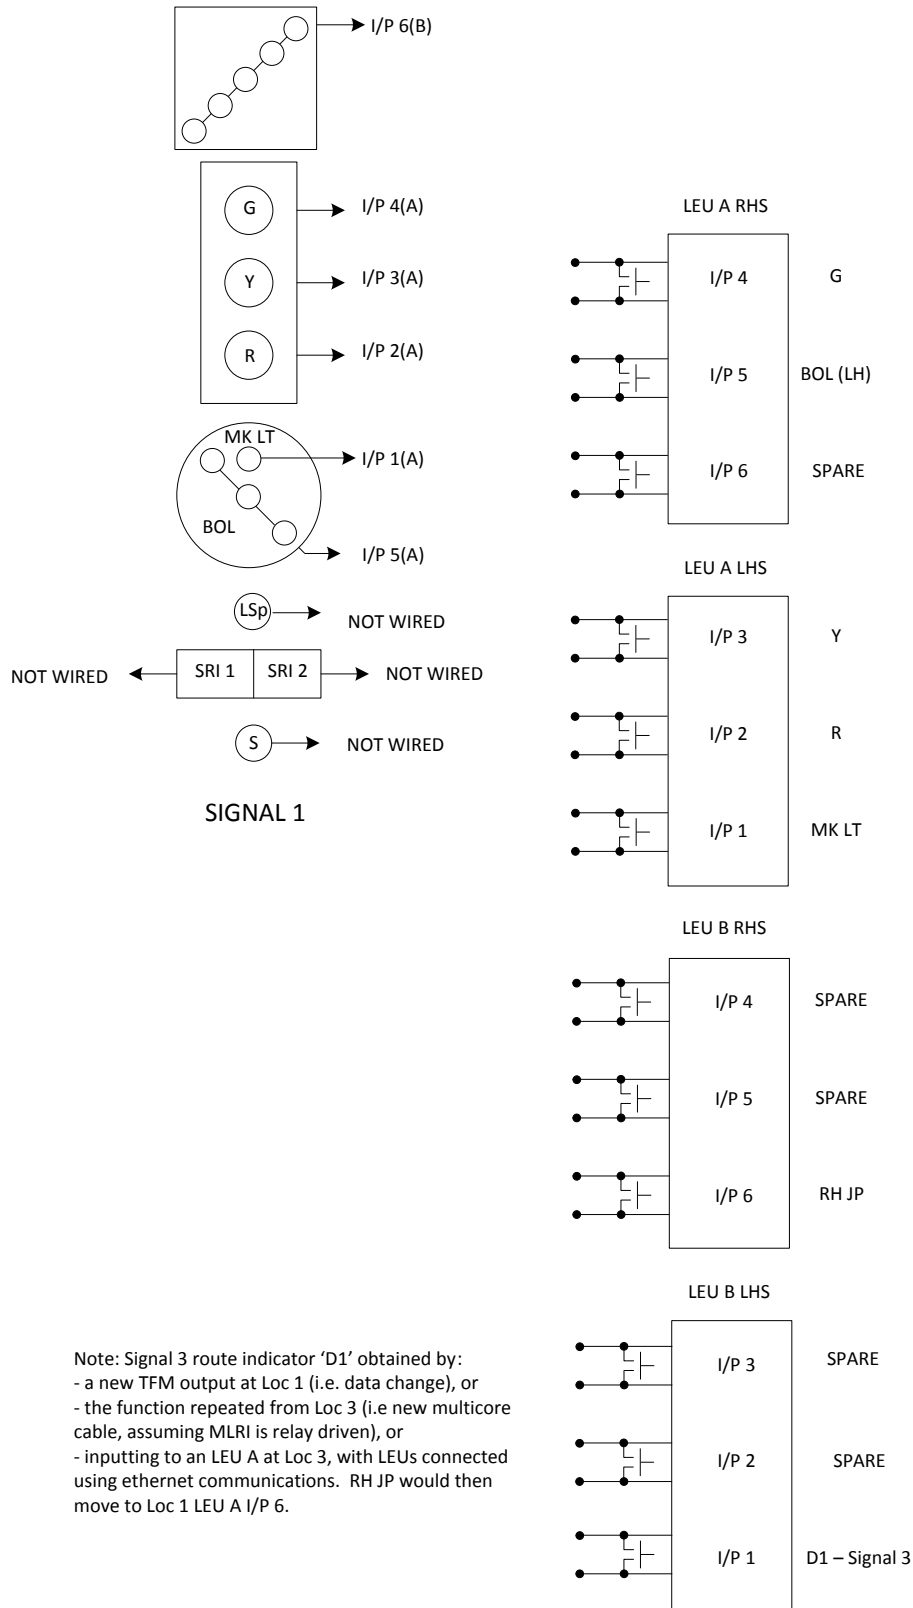 I/P 6(B)
G
I/P 4(A)
Y
I/P 3(A)
R
I/P 2(A)
MK LT
I/P 1(A)
BOL
I/P 5(A)
LSp
NOT WIRED
NOT WIRED
SRI 1
SRI 2
NOT WIRED
S
NOT WIRED
SIGNAL 1
LEU A RHS
I/P 4
G
I/P 5
BOL (LH)
I/P 6
SPARE
LEU A LHS
I/P 3
Y
I/P 2
R
I/P 1
MK LT
LEU B RHS
I/P 4
SPARE
I/P 5
SPARE
I/P 6
RH JP
LEU B LHS
I/P 3
SPARE
I/P 2
SPARE
I/P 1
D1 – Signal 3
Note: Signal 3 route indicator ‘D1’ obtained by:
- a new TFM output at Loc 1 (i.e. data change), or
- the function repeated from Loc 3 (i.e new multicore
cable, assuming MLRI is relay driven), or
- inputting to an LEU A at Loc 3, with LEUs connected
using ethernet communications.  RH JP would then
move to Loc 1 LEU A I/P 6.